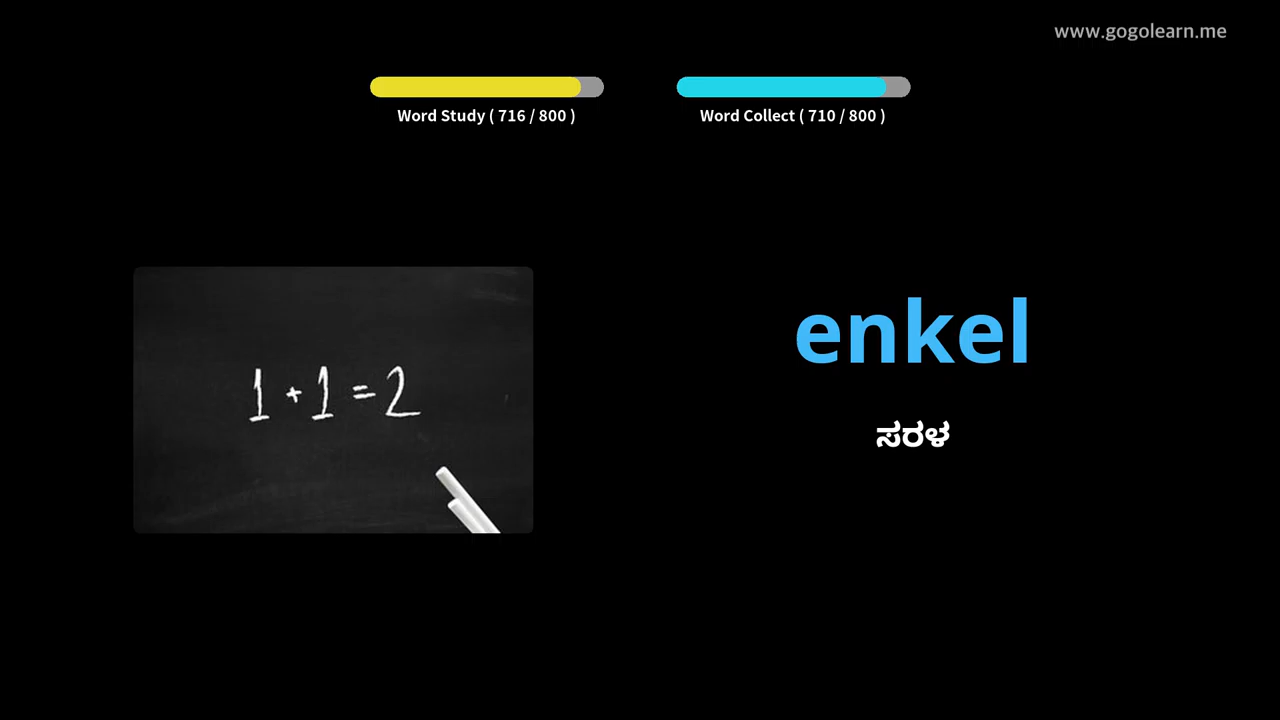 www.gogolearn.me
Word Study ( 716 / 800 )
Word Collect ( 710 / 800 )
1 + 1 = 2
enkel
ಸರಳ